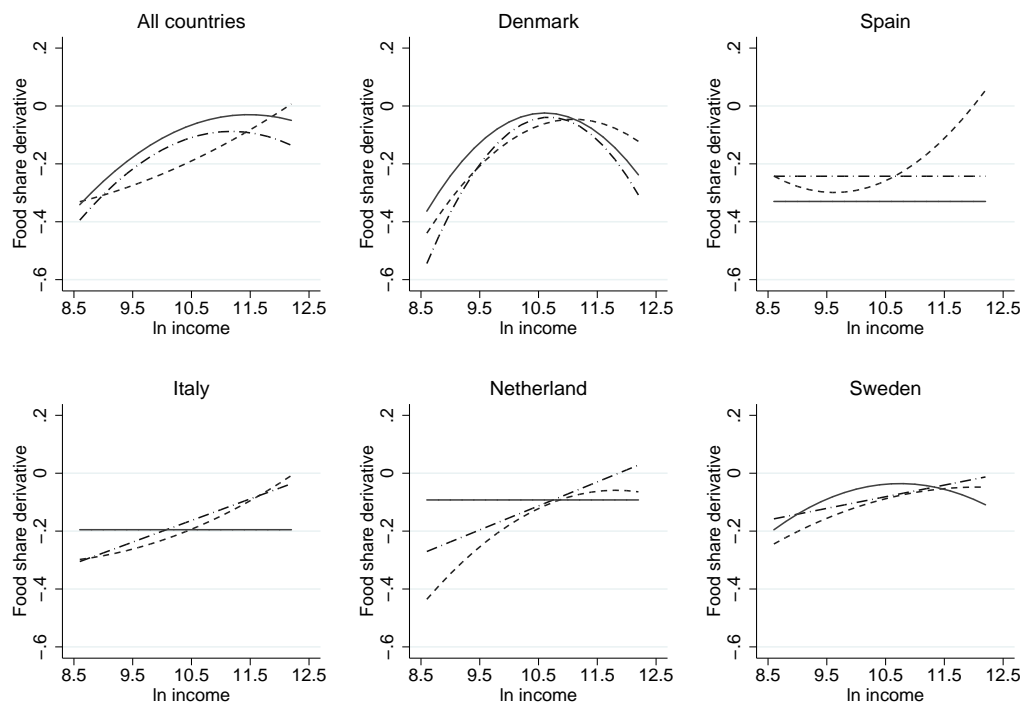 All countries
Food share derivative
.2
0
−.2
−.4
−.6
8.5 9.5 10.5 11.5 12.5
ln income
Denmark
Food share derivative
.2
0
−.2
−.4
−.6
8.5 9.5 10.5 11.5 12.5
ln income
Spain
Food share derivative
.2
0
−.2
−.4
−.6
8.5 9.5 10.5 11.5 12.5
ln income
Italy
Food share derivative
.2
0
−.2
−.4
−.6
8.5 9.5 10.5 11.5 12.5
ln income
Netherland
Food share derivative
.2
0
−.2
−.4
−.6
8.5 9.5 10.5 11.5 12.5
ln income
Sweden
Food share derivative
.2
0
−.2
−.4
−.6
8.5 9.5 10.5 11.5 12.5
ln income